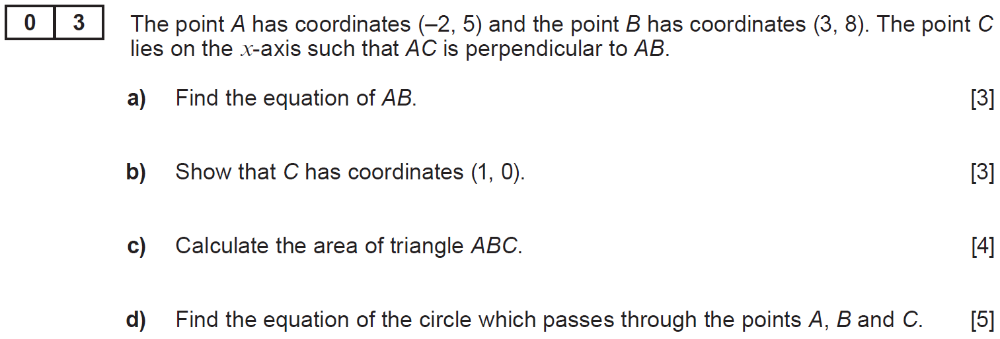 0 3 The point A has coordinates (–2, 5) and the point B has coordinates (3, 8). The point C
lies on the x-axis such that AC is perpendicular to AB.
a) Find the equation of AB. [3]
b) Show that C has coordinates (1, 0). [3]
c) Calculate the area of triangle ABC. [4]
d) Find the equation of the circle which passes through the points A, B and C. [5]